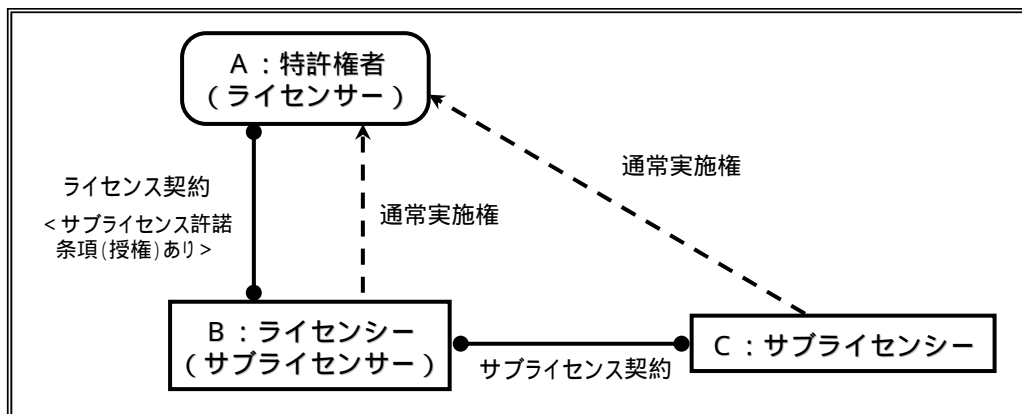 A：特許権者
（ライセンサー）
通常実施権
ライセンス契約
<サブライセンス許諾
条項(授権)あり>
通常実施権
B：ライセンシー
（サブライセンサー）
サブライセンス契約
C：サブライセンシー